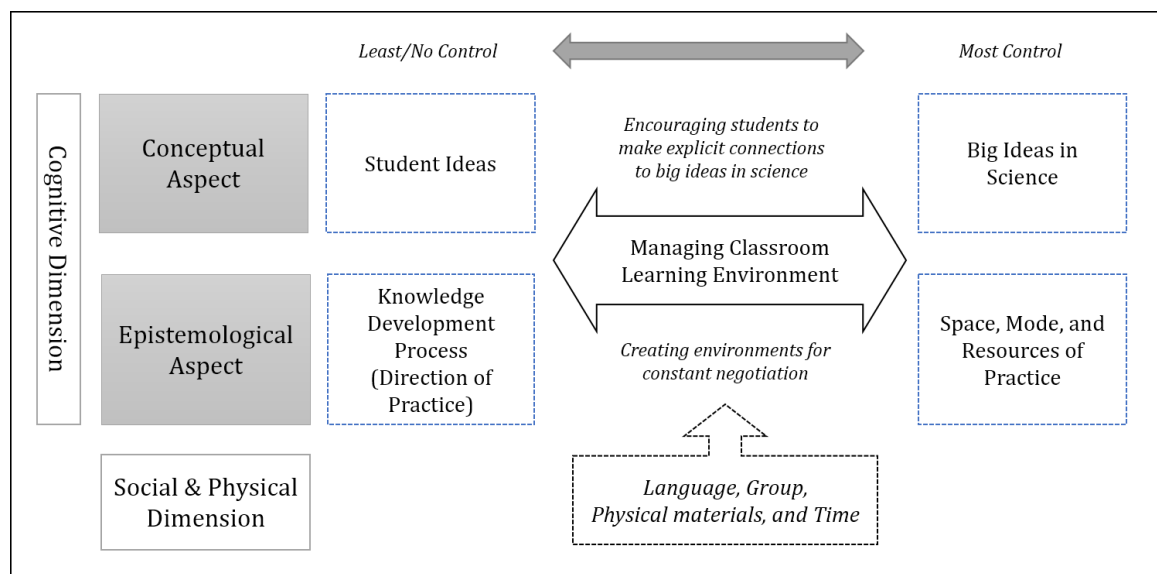 Least/No Control
Most Control
Cognitive Dimension
Conceptual
Aspect
Student Ideas
Encouraging students to
make explicit connections
to big ideas in science
Big Ideas in
Science
Managing Classroom
Learning Environment
Epistemological
Aspect
Knowledge
Development
Process
(Direction of
Practice)
Creating environments for
constant negotiation
Space, Mode, and
Resources of
Practice
Social & Physical
Dimension
Language, Group,
Physical materials, and Time